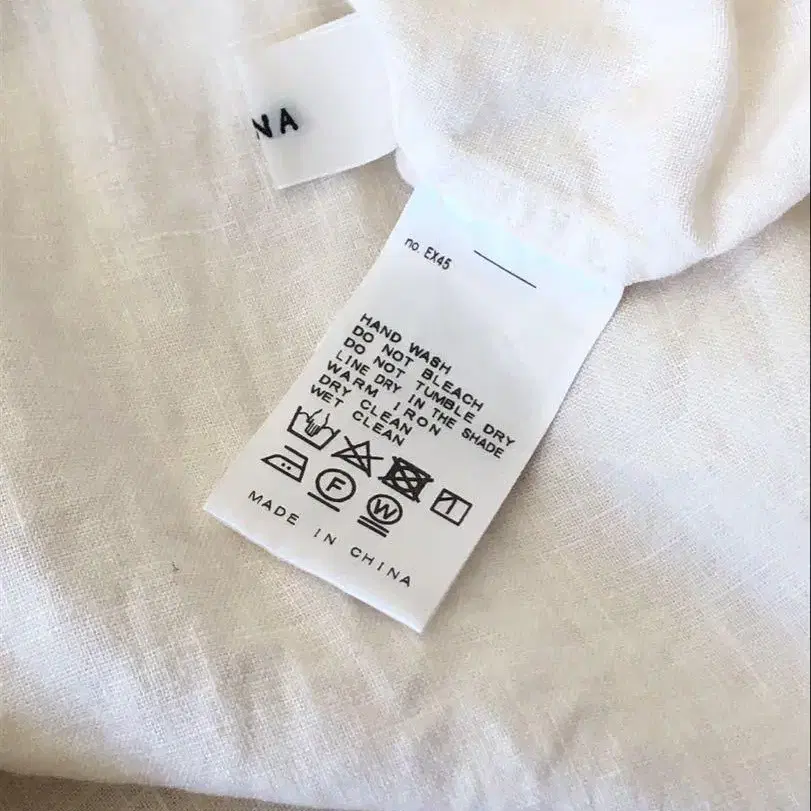 NA
no. EX45
HAND WASH
DO NOT BLEACH
DO NOT TUMBLE DRY
LINE DRY IN THE SHADE
WARM IRON
DRY CLEAN
WET CLEAN
F
W
MADE IN CHINA